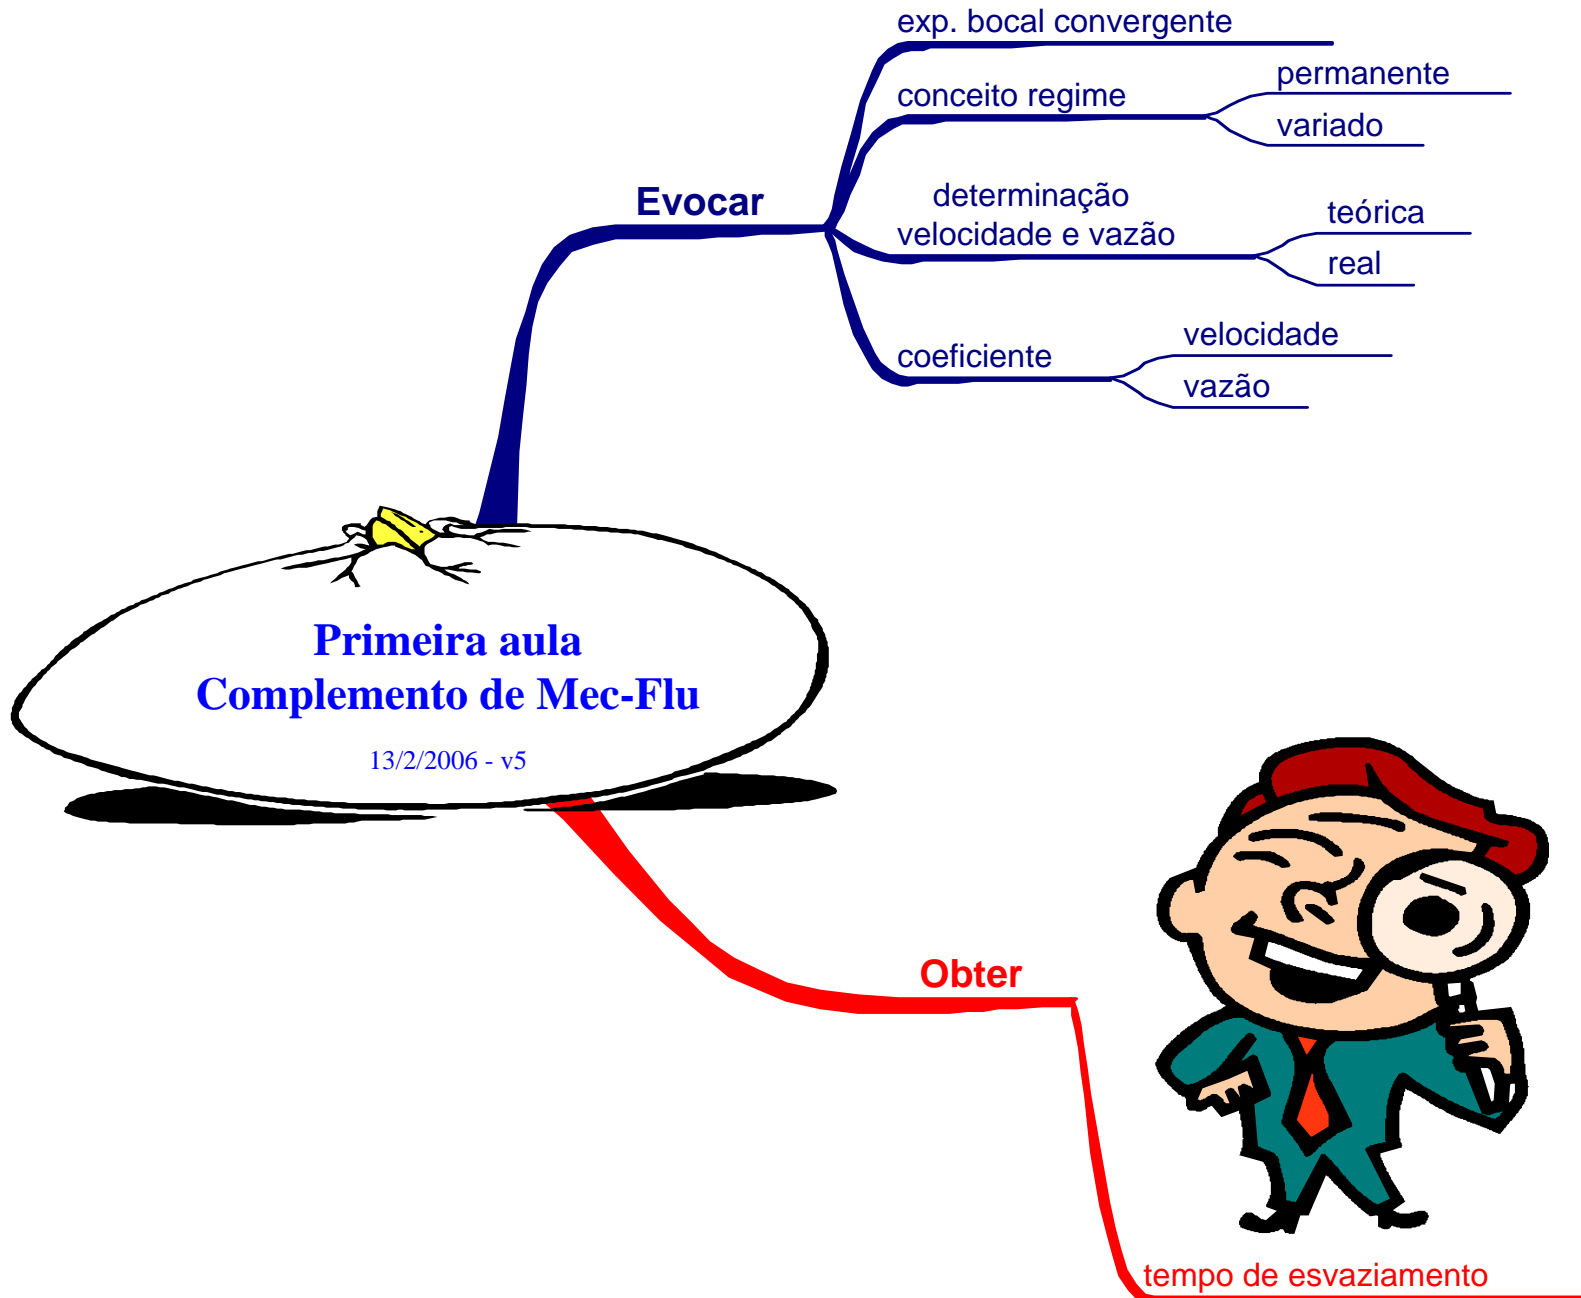 exp. bocal convergente
conceito regime
permanente
variado
Evocar
determinação
velocidade e vazão
teórica
real
coeficiente
velocidade
vazão
Primeira aula
Complemento de Mec-Flu
13/2/2006 - v5
Obter
tempo de esvaziamento